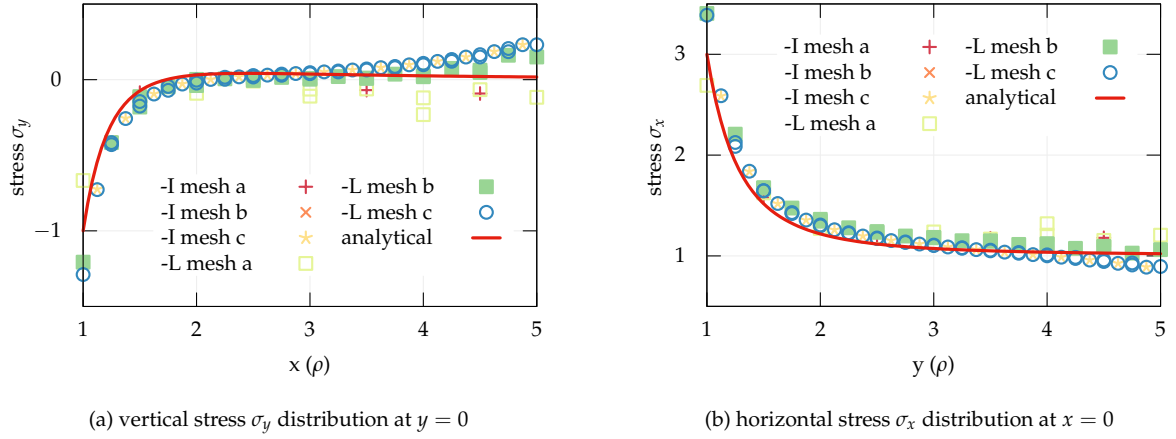 0
−1
stress σy
-I mesh a
-I mesh b
-I mesh c
-L mesh a
-L mesh b
-L mesh c
analytical
1 2 3 4 5
x (ρ)
(a) vertical stress σy distribution at y = 0
3
2
1
stress σx
-I mesh a
-I mesh b
-I mesh c
-L mesh a
-L mesh b
-L mesh c
analytical
1 2 3 4 5
y (ρ)
(b) horizontal stress σx distribution at x = 0